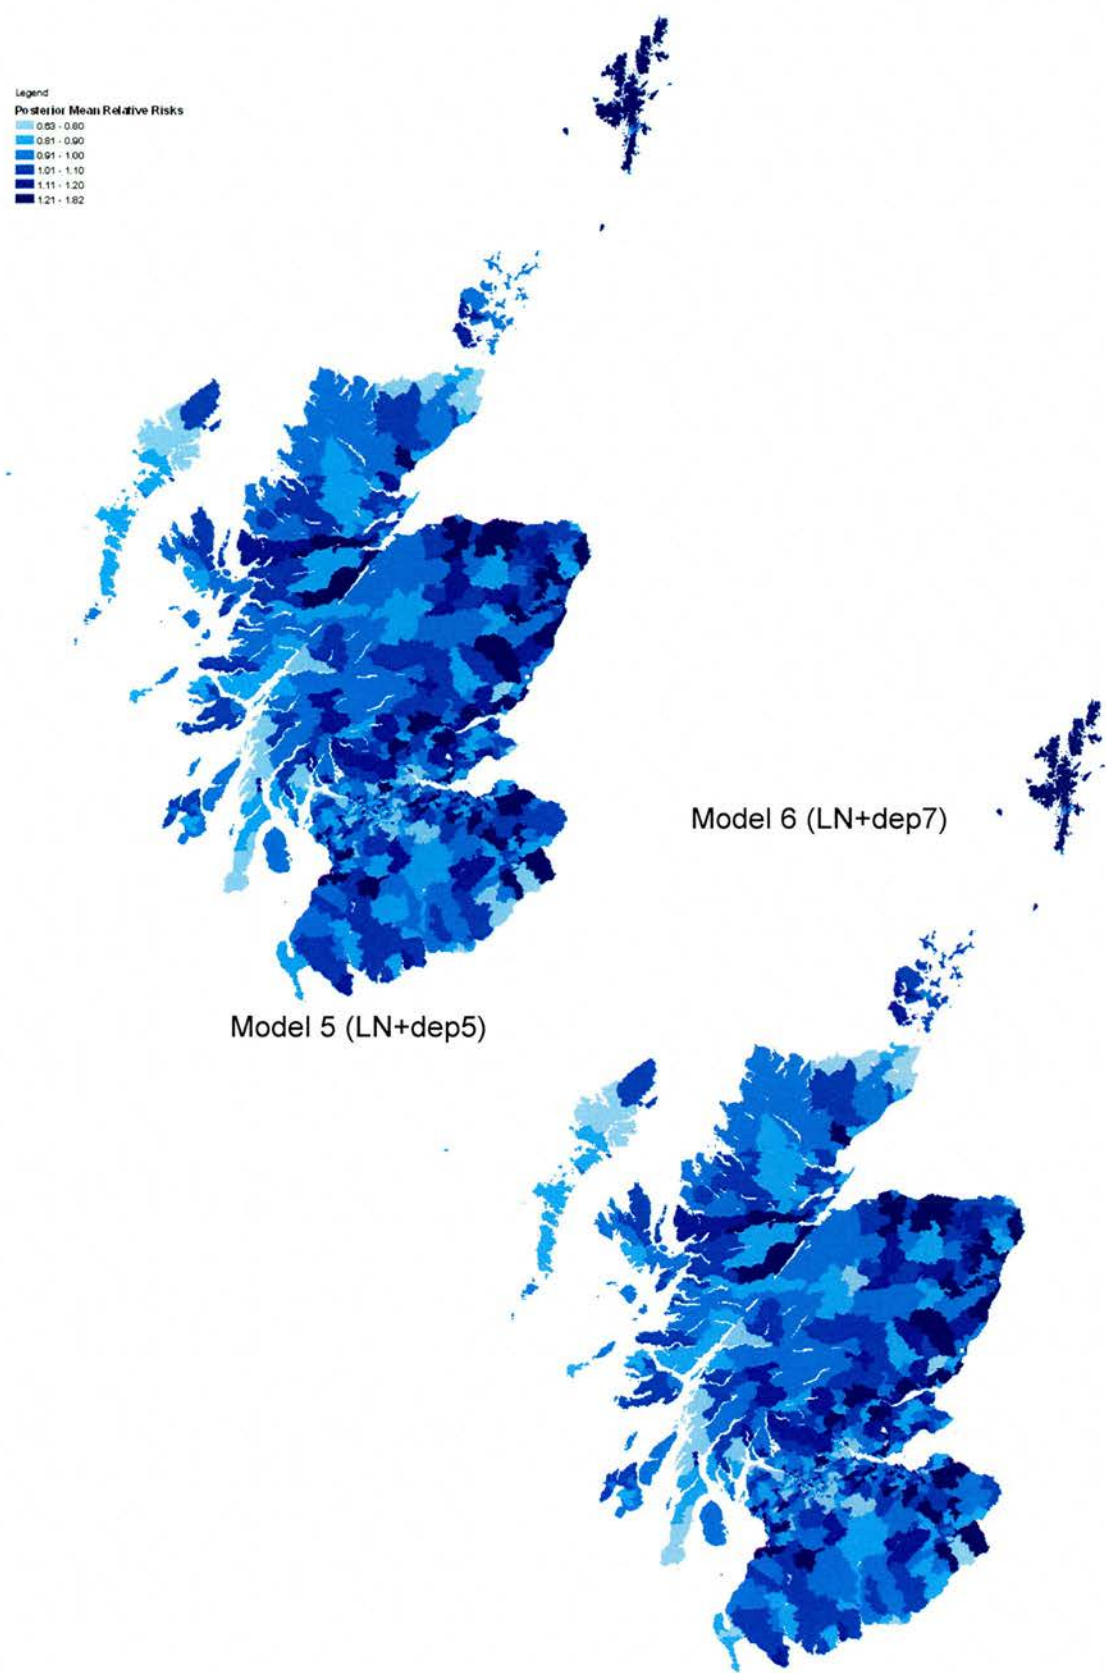 Legend
Posterior Mean Relative Risks
0.63 - 0.80
0.81 - 0.90
0.91 - 1.00
1.01 - 1.10
1.11 - 1.20
1.21 - 1.82
Model 6 (LN+dep7)
Model 5 (LN+dep5)